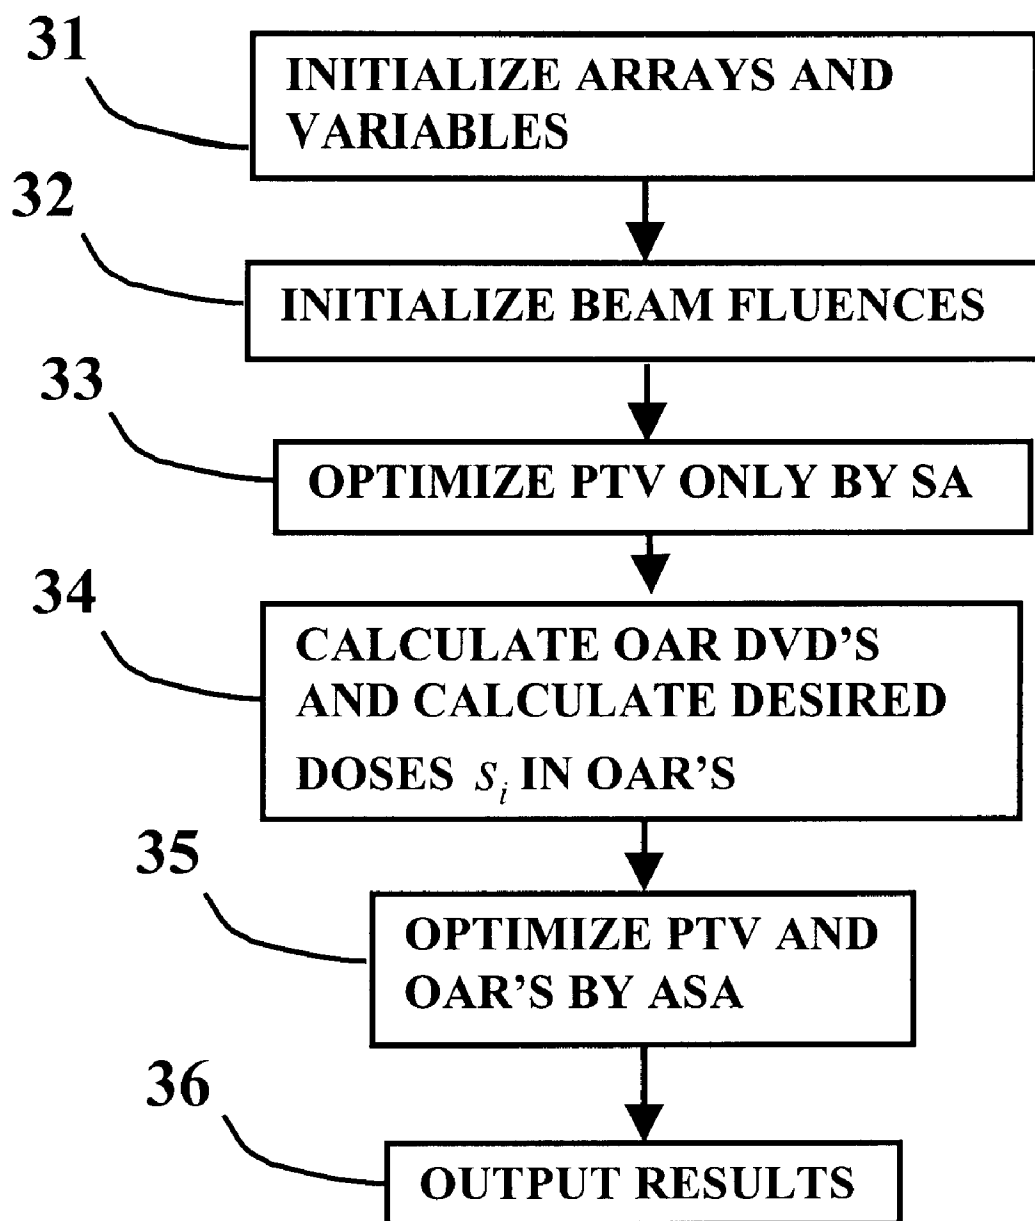 31
INITIALIZE ARRAYS AND
VARIABLES
32
INITIALIZE BEAM FLUENCES
33
OPTIMIZE PTV ONLY BY SA
34
CALCULATE OAR DVD'S
AND CALCULATE DESIRED
DOSES s_i IN OAR'S
35
OPTIMIZE PTV AND
OAR'S BY ASA
36
OUTPUT RESULTS